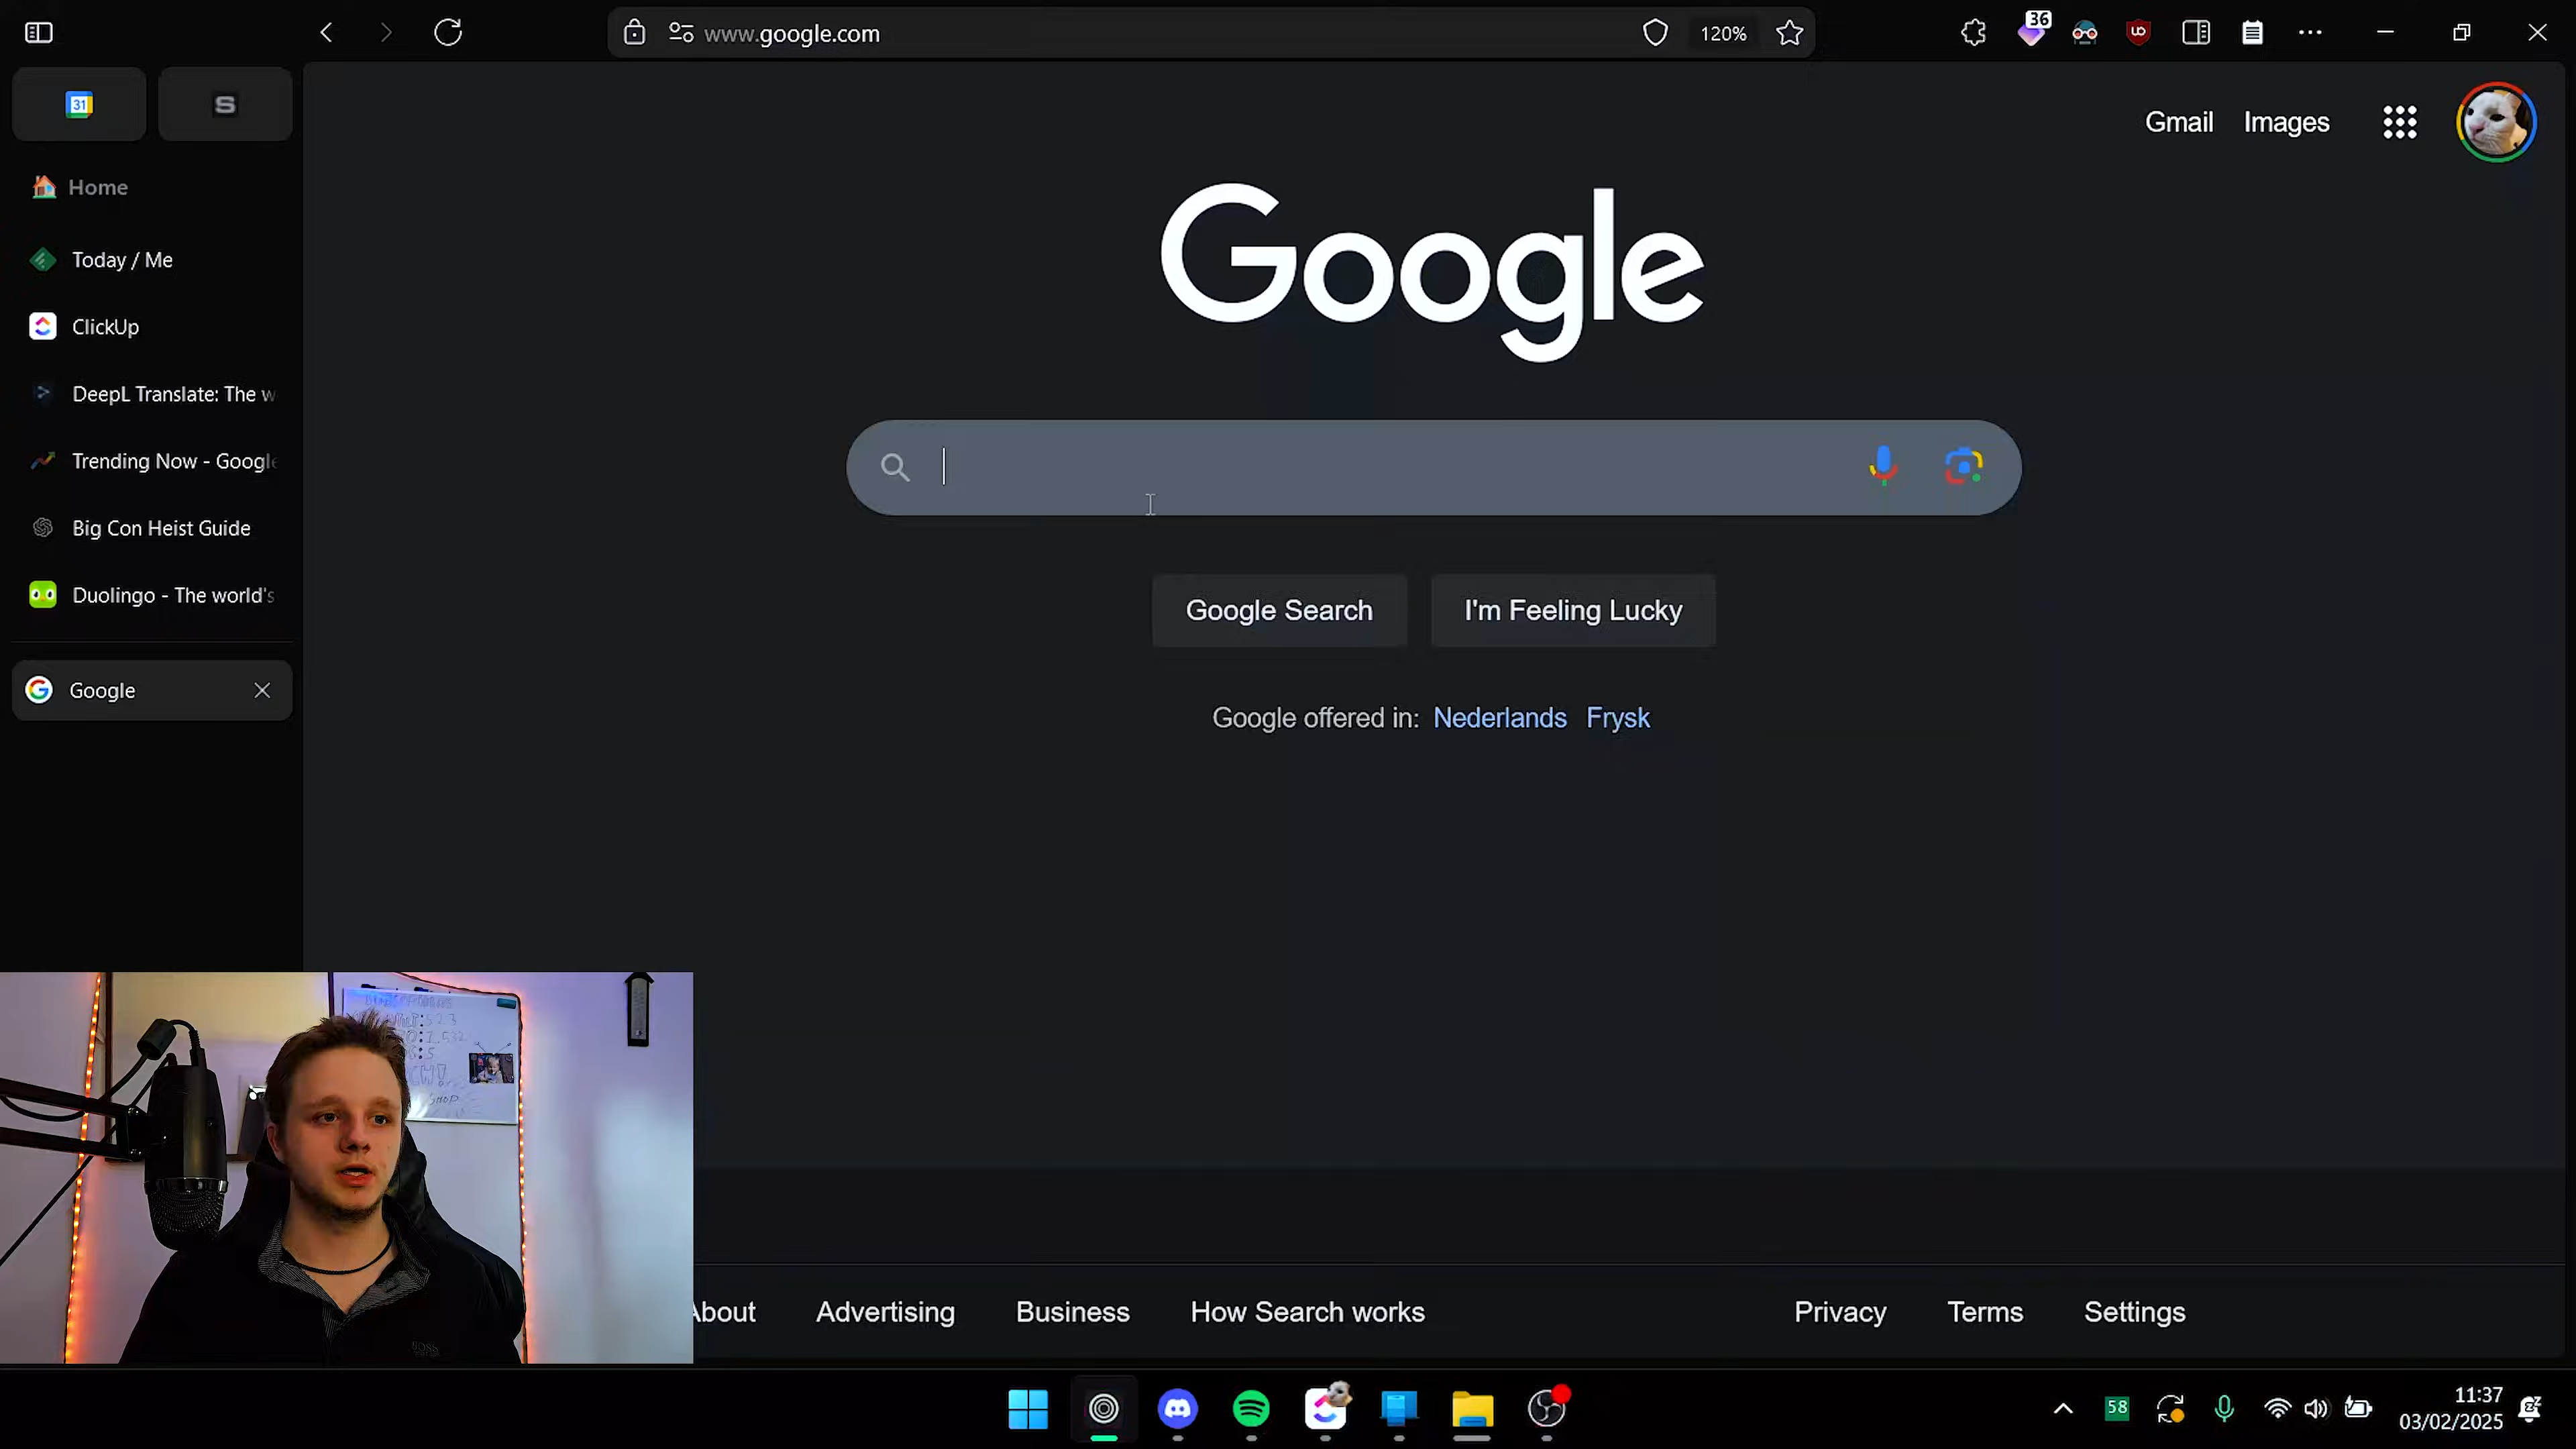 www.google.com
120%
36
31
S
Home
Today / Me
ClickUp
DeepL Translate: The w
Trending Now - Google
Big Con Heist Guide
Duolingo - The world's
Google
Gmail Images
Google
Google Search
I'm Feeling Lucky
Google offered in: Nederlands Frysk
About
Advertising
Business
How Search works
Privacy
Terms
Settings
58
11:37
03/02/2025